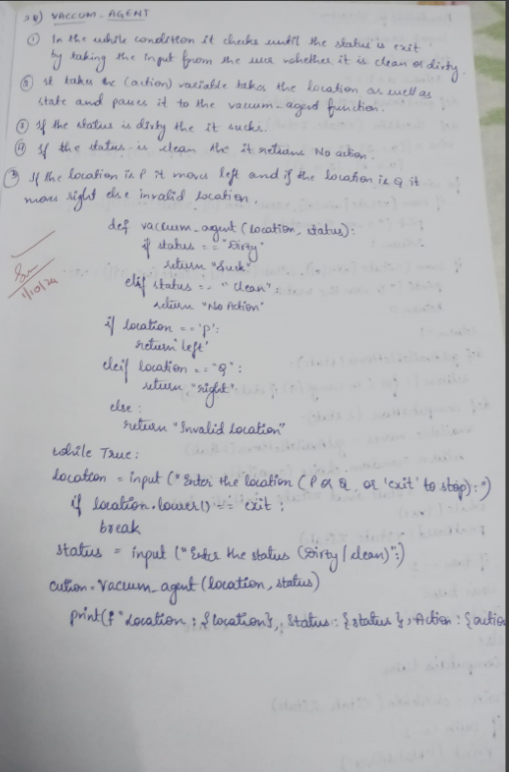 2Q) VACCUM - AGENT
① In the while condition it checks until the status is exit
by taking the input from the user whether it is clean or dirty.
② It takes the (action) variable takes the location as well as
state and passes it to the vacum-agent function.
③ If the status is dirty the it sucks.
④ If the status is clean the it returns No action.
⑤ If the location is P it moves left and if the location is Q it
moves right else invalid location
def vaccum_agent (location, status):
if status == "Dirty"
return "Suck"
elif status == "clean":
return "No Action"
if location == 'P':
return 'left'
elif location == "Q":
return "right"
else:
return "Invalid Location"
1/10/24
While True:
location = input ("Enter the location (P or Q, or 'exit' to stop):")
if location.lower() == 'exit':
break
status = input ("Enter the status (Dirty/clean)":)
action = vaccum_agent (location, status)
print(f"Location: {location}, Status: {status}, Action: {actio